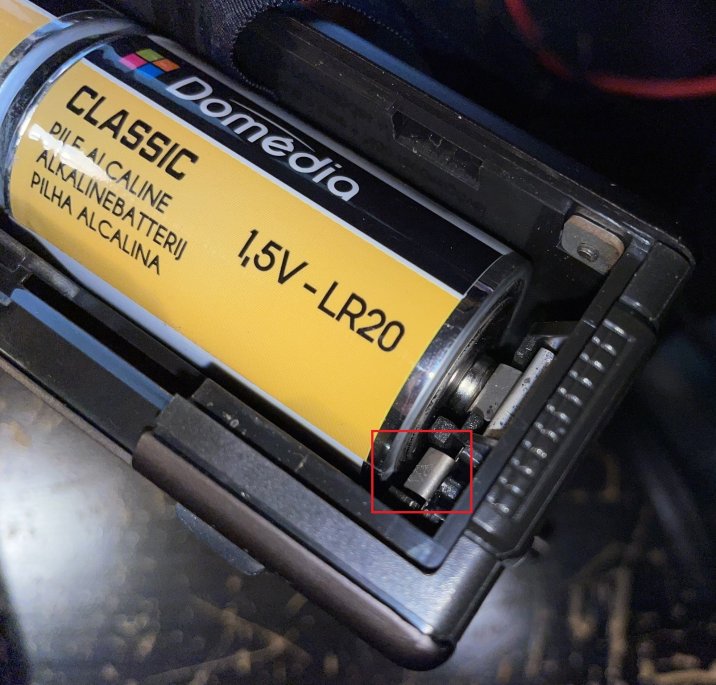 Domédia
CLASSIC
PILE ALCALINE
ALKALINEBATTERIJ
PILHA ALCALINA
1,5V - LR20